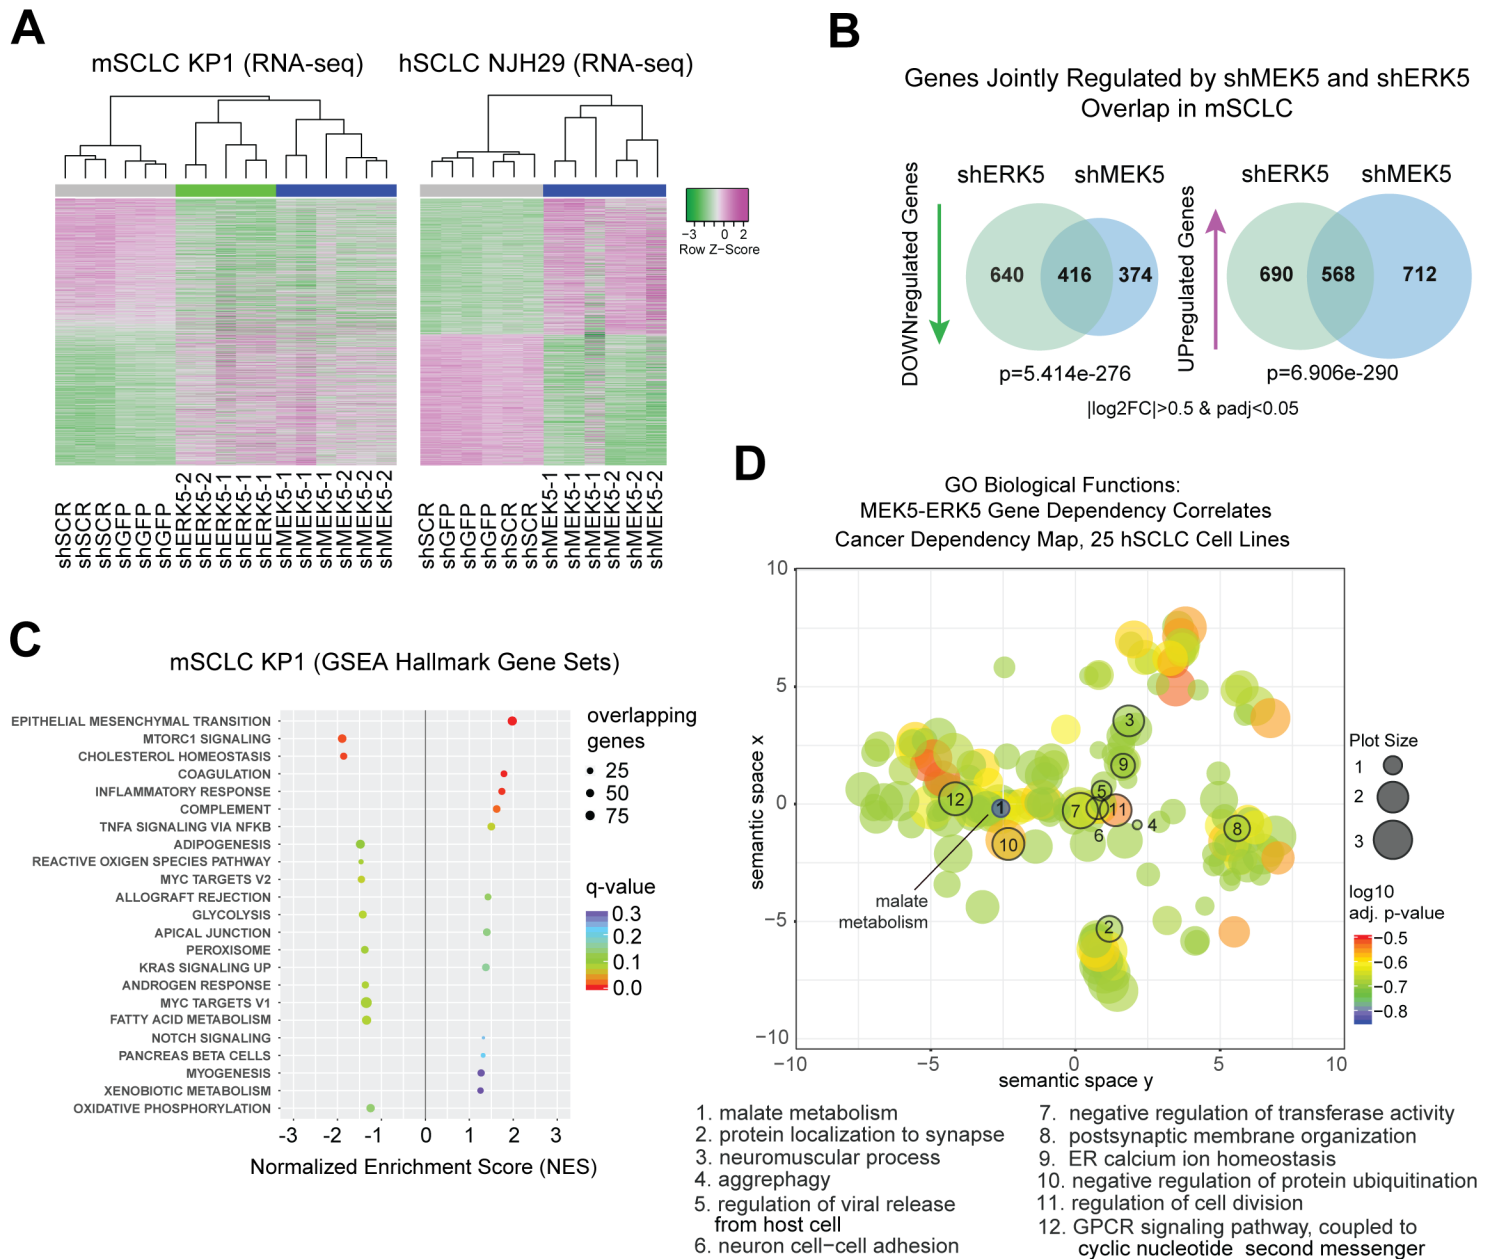 A
mSCLC KP1 (RNA-seq)
hSCLC NJH29 (RNA-seq)
−3 0 2
Row Z−Score
shSCR
shSCR
shSCR
shGFP
shGFP
shGFP
shERK5-2
shERK5-2
shERK5-1
shERK5-1
shERK5-1
shMEK5-1
shMEK5-1
shMEK5-1
shMEK5-2
shMEK5-2
shMEK5-2
shSCR
shGFP
shGFP
shGFP
shSCR
shSCR
shMEK5-1
shMEK5-1
shMEK5-1
shMEK5-2
shMEK5-2
shMEK5-2
B
Genes Jointly Regulated by shMEK5 and shERK5
Overlap in mSCLC
DOWNregulated Genes
shERK5 shMEK5
640 416 374
p=5.414e-276
UPregulated Genes
shERK5 shMEK5
690 568 712
p=6.906e-290
|log2FC|>0.5 & padj<0.05
C
mSCLC KP1 (GSEA Hallmark Gene Sets)
EPITHELIAL MESENCHYMAL TRANSITION
MTORC1 SIGNALING
CHOLESTEROL HOMEOSTASIS
COAGULATION
INFLAMMATORY RESPONSE
COMPLEMENT
TNFA SIGNALING VIA NFKB
ADIPOGENESIS
REACTIVE OXIGEN SPECIES PATHWAY
MYC TARGETS V2
ALLOGRAFT REJECTION
GLYCOLYSIS
APICAL JUNCTION
PEROXISOME
KRAS SIGNALING UP
ANDROGEN RESPONSE
MYC TARGETS V1
FATTY ACID METABOLISM
NOTCH SIGNALING
PANCREAS BETA CELLS
MYOGENESIS
XENOBIOTIC METABOLISM
OXIDATIVE PHOSPHORYLATION
-3 -2 -1 0 1 2 3
Normalized Enrichment Score (NES)
overlapping
genes
25
50
75
q-value
0.3
0.2
0.1
0.0
D
GO Biological Functions:
MEK5-ERK5 Gene Dependency Correlates
Cancer Dependency Map, 25 hSCLC Cell Lines
semantic space x
10
5
0
−5
−10
3
9
5
12
1
7
11
6
4
10
8
2
malate
metabolism
−10 −5 0 5 10
semantic space y
Plot Size
1
2
3
log10
adj. p-value
−0.5
−0.6
−0.7
−0.8
1. malate metabolism
2. protein localization to synapse
3. neuromuscular process
4. aggrephagy
5. regulation of viral release
from host cell
6. neuron cell−cell adhesion
7. negative regulation of transferase activity
8. postsynaptic membrane organization
9. ER calcium ion homeostasis
10. negative regulation of protein ubiquitination
11. regulation of cell division
12. GPCR signaling pathway, coupled to
cyclic nucleotide second messenger